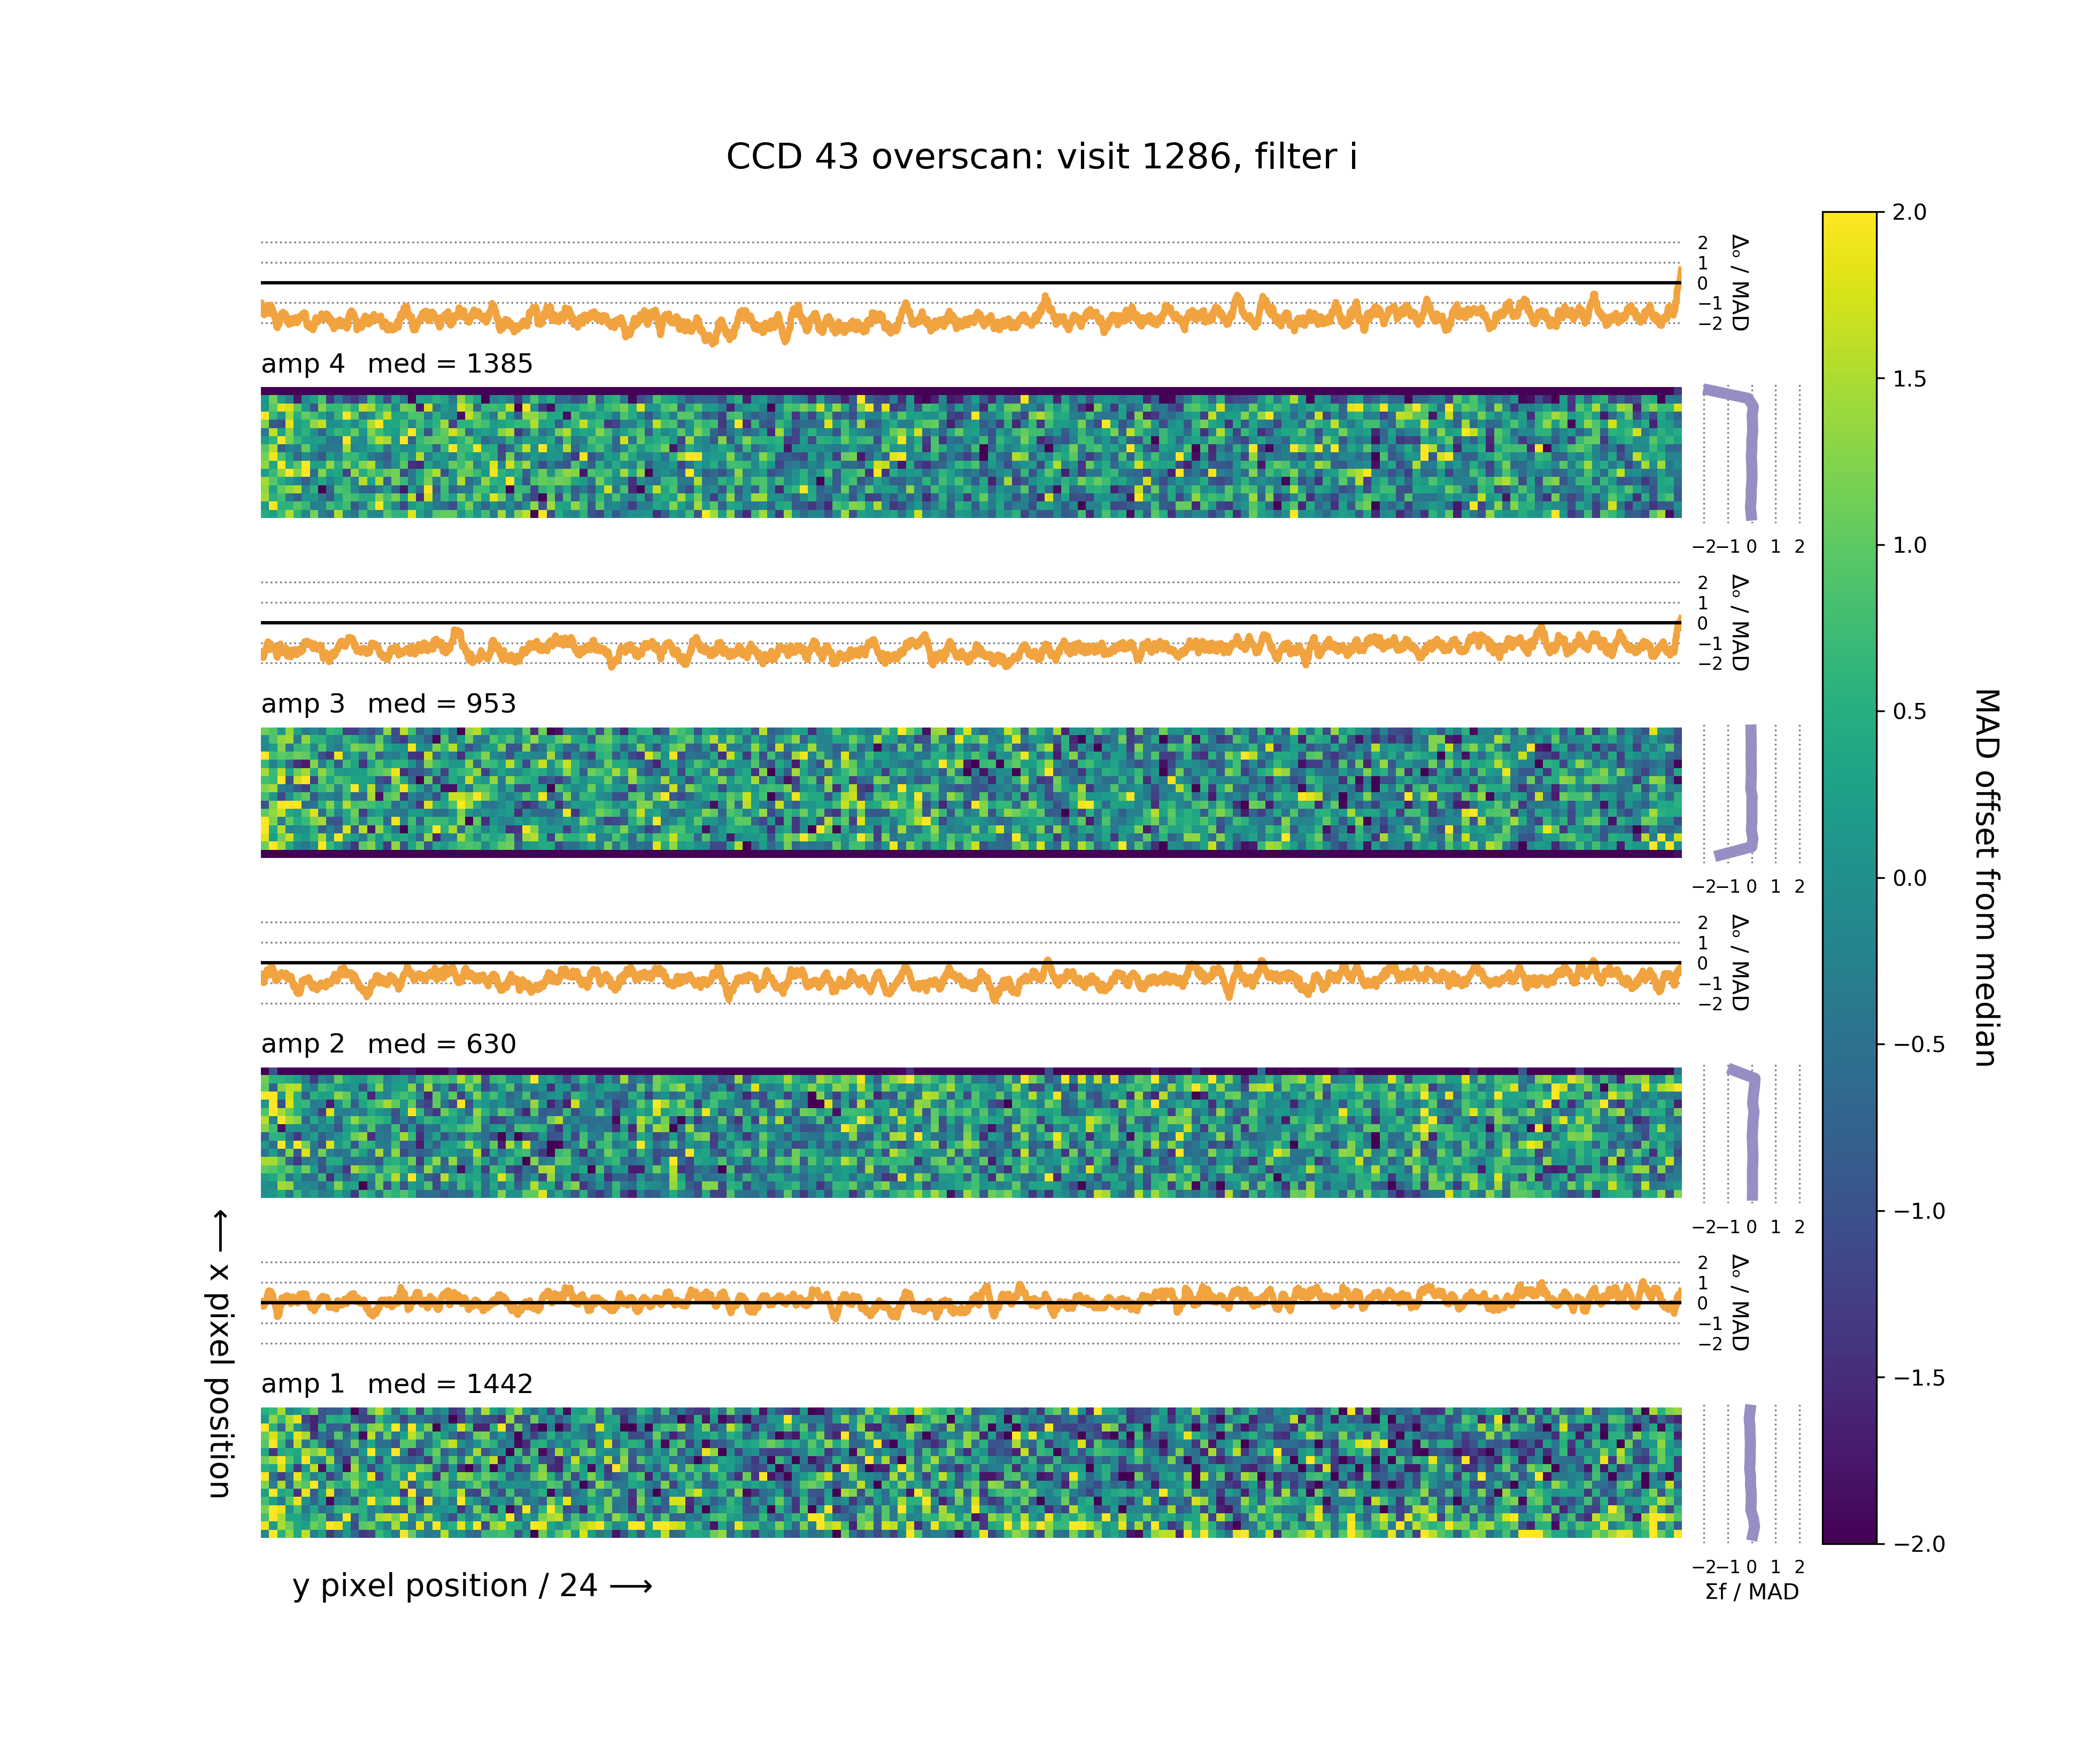 CCD 43 overscan: visit 1286, filter i
2
1
0
−1
−2
Δₒ / MAD
amp 4 med = 1385
−2 −1 0 1 2
2
1
0
−1
−2
Δₒ / MAD
amp 3 med = 953
−2 −1 0 1 2
2
1
0
−1
−2
Δₒ / MAD
amp 2 med = 630
−2 −1 0 1 2
2
1
0
−1
−2
Δₒ / MAD
amp 1 med = 1442
−2 −1 0 1 2
Σf / MAD
y pixel position / 24 ⟶
⟵ x pixel position
2.0
1.5
1.0
0.5
0.0
−0.5
−1.0
−1.5
−2.0
MAD offset from median